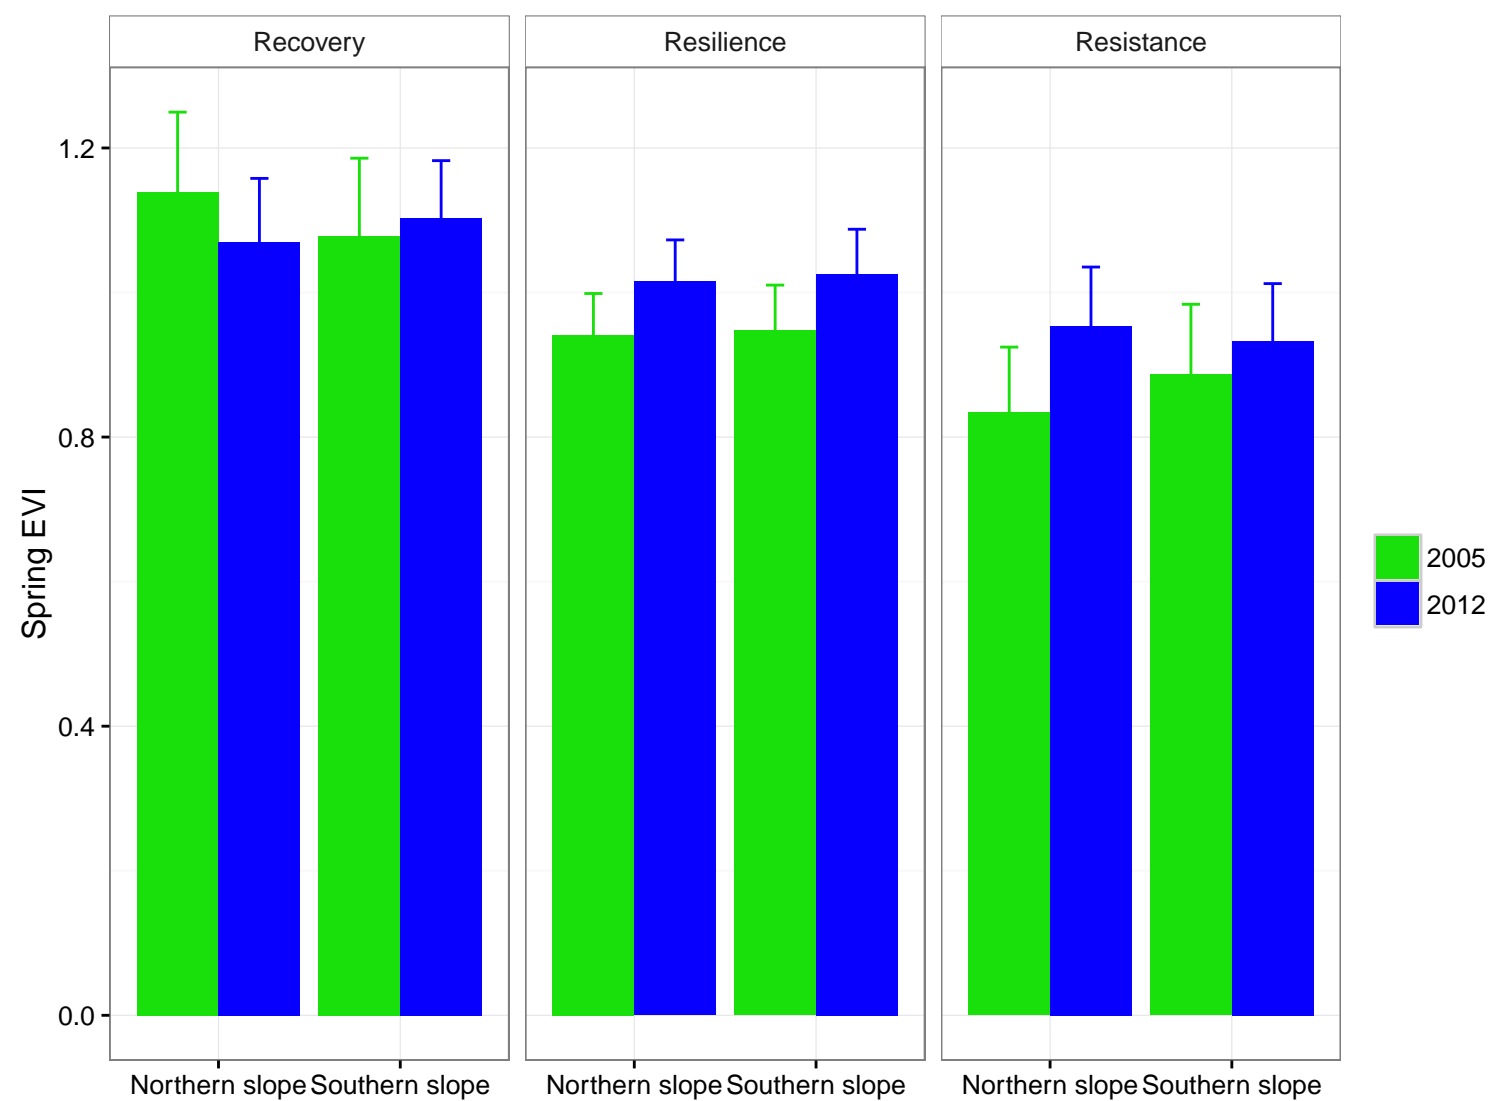 Recovery
Resilience
Resistance
Spring EVI
1.2
0.8
0.4
0.0
Northern slope Southern slope
Northern slope Southern slope
Northern slope Southern slope
2005
2012